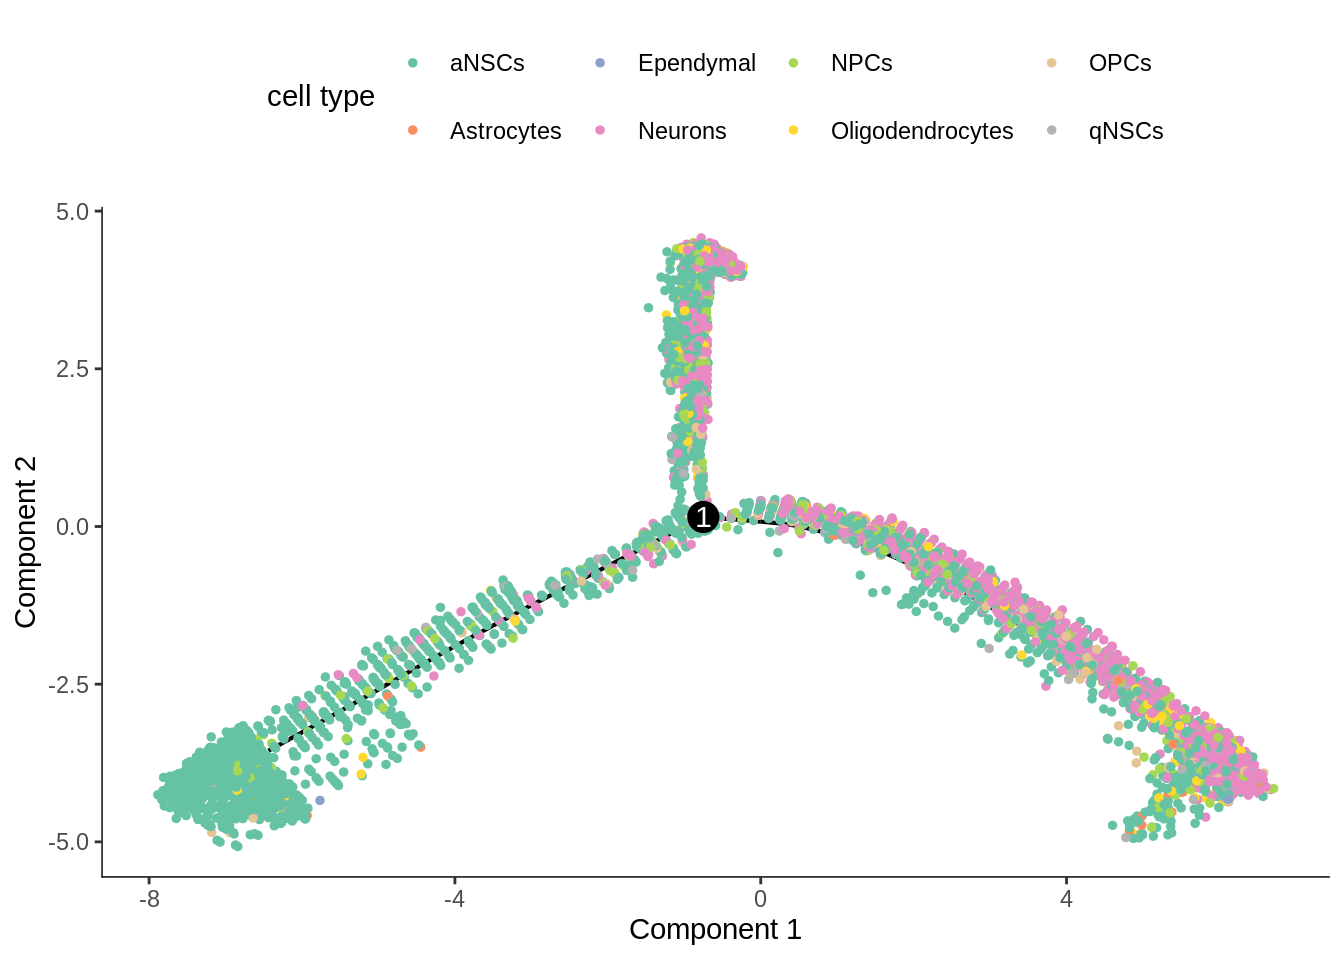 aNSCs Ependymal NPCs OPCs
cell type
Astrocytes Neurons Oligodendrocytes qNSCs
5.0
2.5
0.0
-2.5
-5.0
Component 2
1
-8 -4 0 4
Component 1